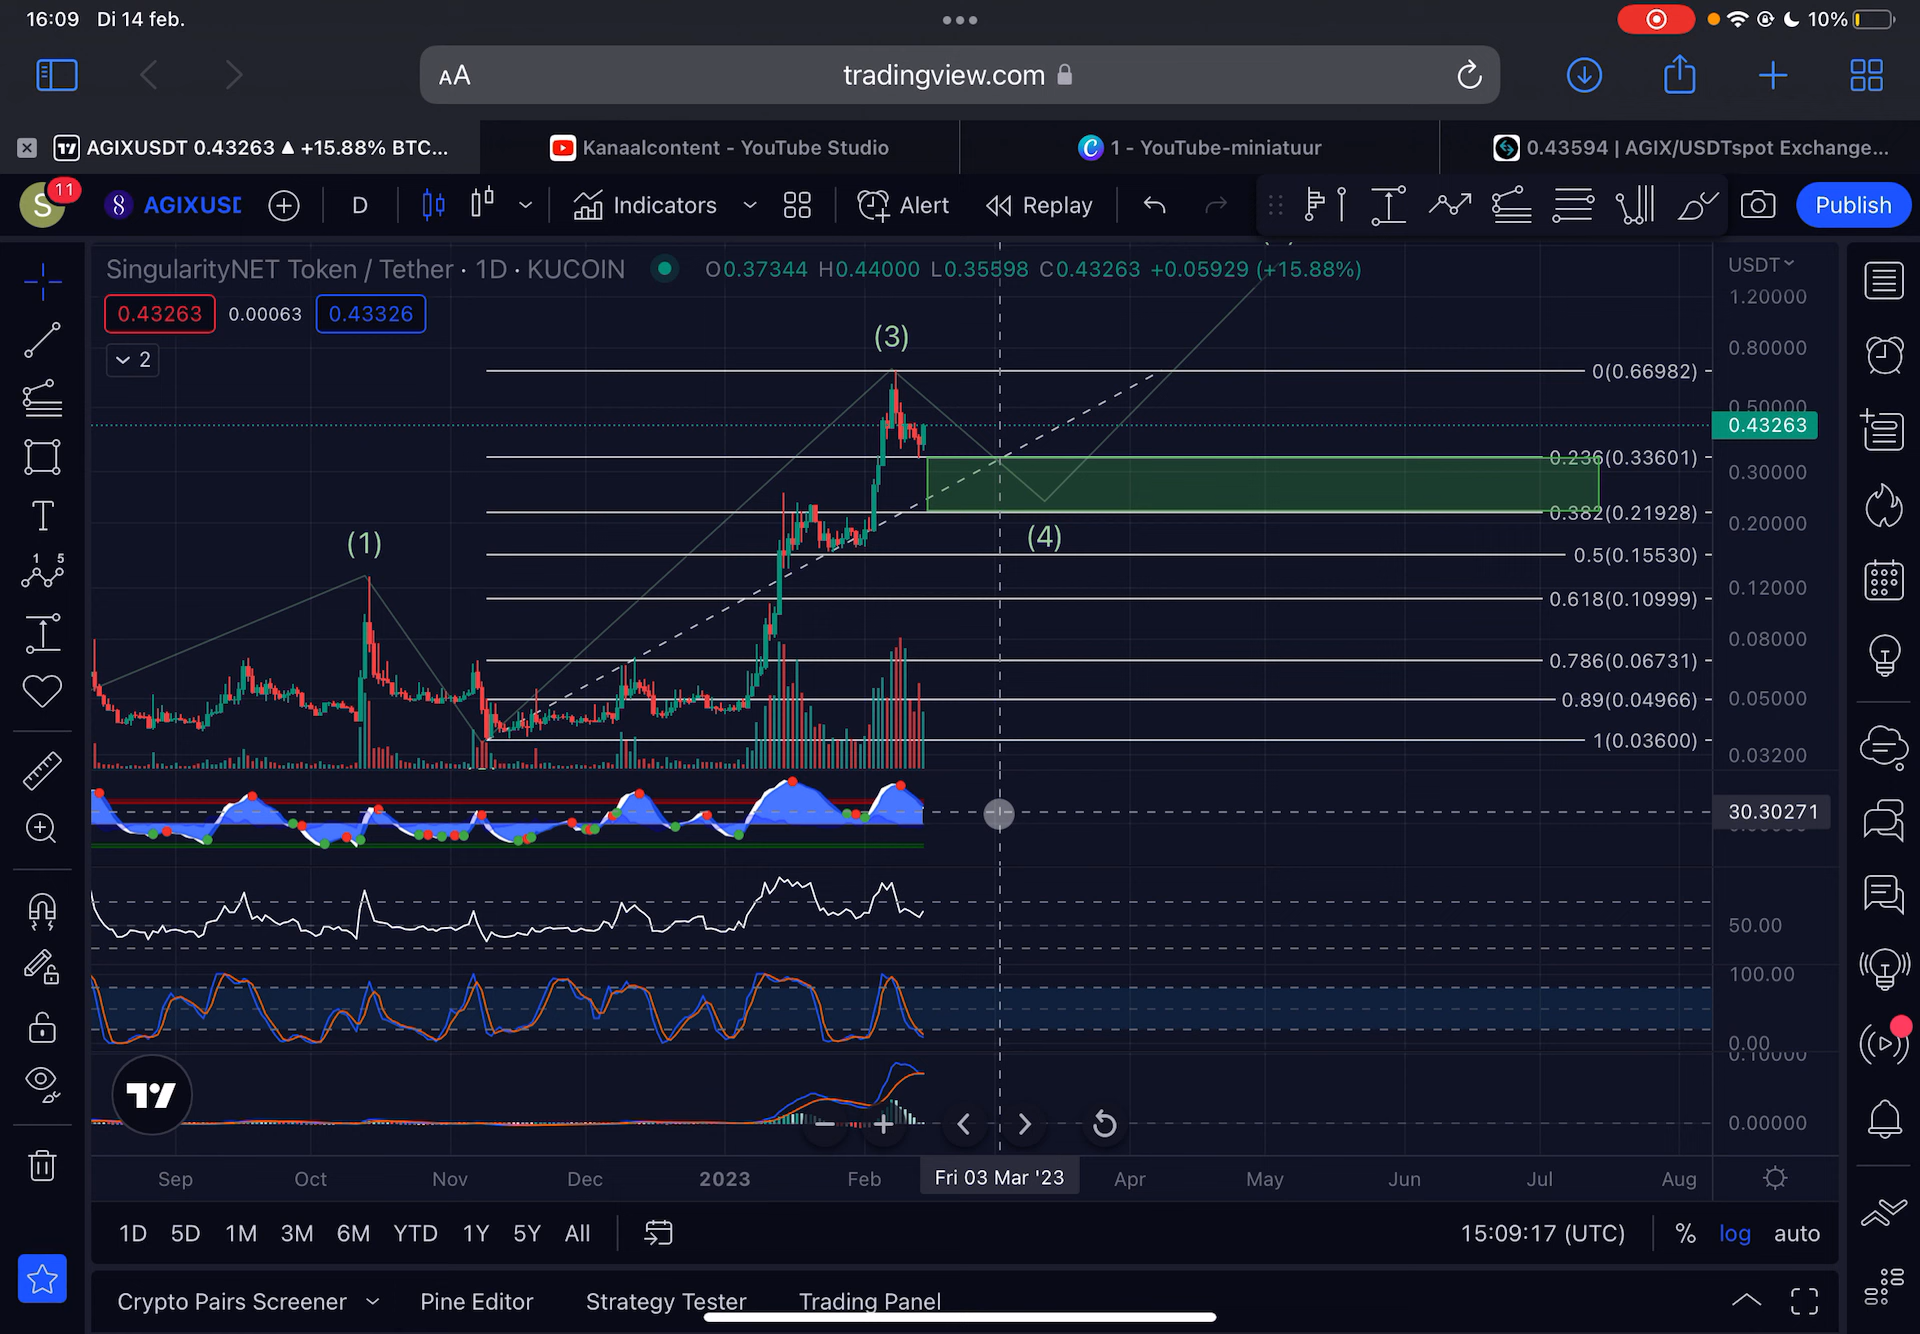 16:09 Di 14 feb.
10%
AA
tradingview.com
AGIXUSDT 0.43263 ▲ +15.88% BTC...
Kanaalcontent - YouTube Studio
1 - YouTube-miniatuur
0.43594 | AGIX/USDTspot Exchange...
S
11
AGIXUSD
D
Indicators
Alert
Replay
Publish
SingularityNET Token / Tether · 1D · KUCOIN
O0.37344 H0.44000 L0.35598 C0.43263 +0.05929 (+15.88%)
USDT
0.43263
0.00063
0.43326
2
1.20000
0.80000
0.50000
0.43263
0.30000
0.20000
0.12000
0.08000
0.05000
0.03200
(3)
(1)
(4)
0(0.66982)
0.236(0.33601)
0.382(0.21928)
0.5(0.15530)
0.618(0.10999)
0.786(0.06731)
0.89(0.04966)
1(0.03600)
30.30271
50.00
100.00
0.00
0.10000
0.00000
Sep
Oct
Nov
Dec
2023
Feb
Fri 03 Mar '23
Apr
May
Jun
Jul
Aug
1D 5D 1M 3M 6M YTD 1Y 5Y All
15:09:17 (UTC)
% log auto
Crypto Pairs Screener
Pine Editor
Strategy Tester
Trading Panel